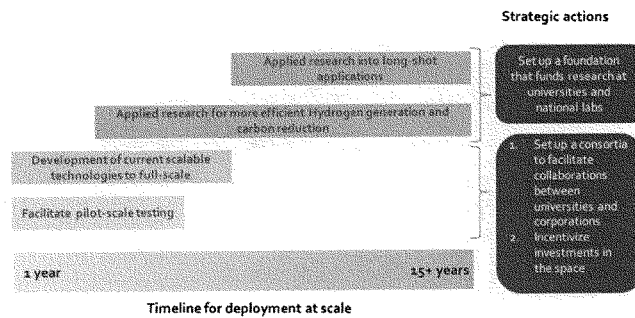 Strategic actions
Applied research into long-shot
applications
Set up a foundation
that funds research at
universities and
national labs
Applied research for more efficient Hydrogen generation and
carbon reduction
Development of current scalable
technologies to full-scale
Facilitate pilot-scale testing
1. Set up a consortia
to facilitate
collaborations
between
universities and
corporations
2. Incentivize
investments in
the space
1 year
15+ years
Timeline for deployment at scale